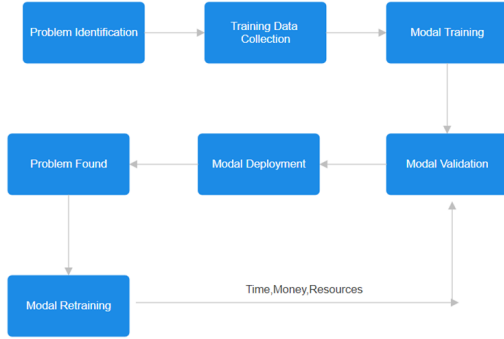 Problem Identification
Training Data
Collection
Modal Training
Problem Found
Modal Deployment
Modal Validation
Modal Retraining
Time,Money,Resources